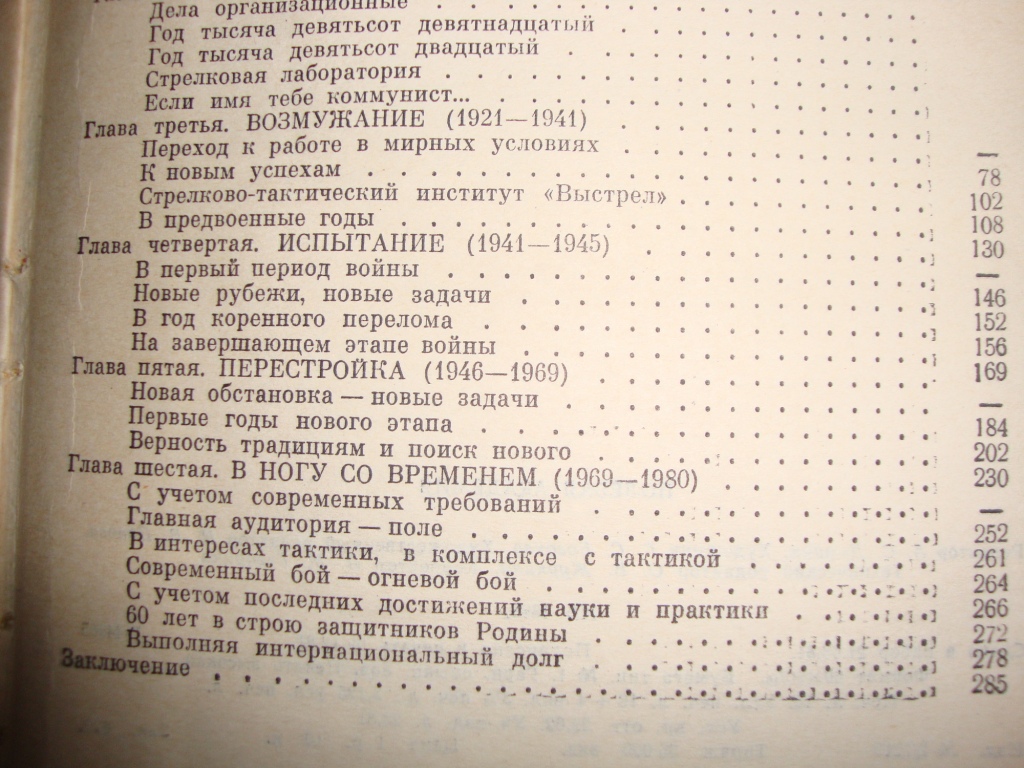 Дела организационные
Год тысяча девятьсот девятнадцатый
Год тысяча девятьсот двадцатый
Стрелковая лаборатория
Если имя тебе коммунист...
Глава третья. ВОЗМУЖАНИЕ (1921—1941)
Переход к работе в мирных условиях —
К новым успехам 78
Стрелково-тактический институт «Выстрел» 102
В предвоенные годы 108
Глава четвертая. ИСПЫТАНИЕ (1941—1945) 130
В первый период войны —
Новые рубежи, новые задачи 146
В год коренного перелома 152
На завершающем этапе войны 156
Глава пятая. ПЕРЕСТРОЙКА (1946—1969) 169
Новая обстановка — новые задачи —
Первые годы нового этапа 184
Верность традициям и поиск нового 202
Глава шестая. В НОГУ СО ВРЕМЕНЕМ (1969—1980) 230
С учетом современных требований —
Главная аудитория — поле 252
В интересах тактики, в комплексе с тактикой 261
Современный бой — огневой бой 264
С учетом последних достижений науки и практики 266
60 лет в строю защитников Родины 272
Выполняя интернациональный долг 278
Заключение 285